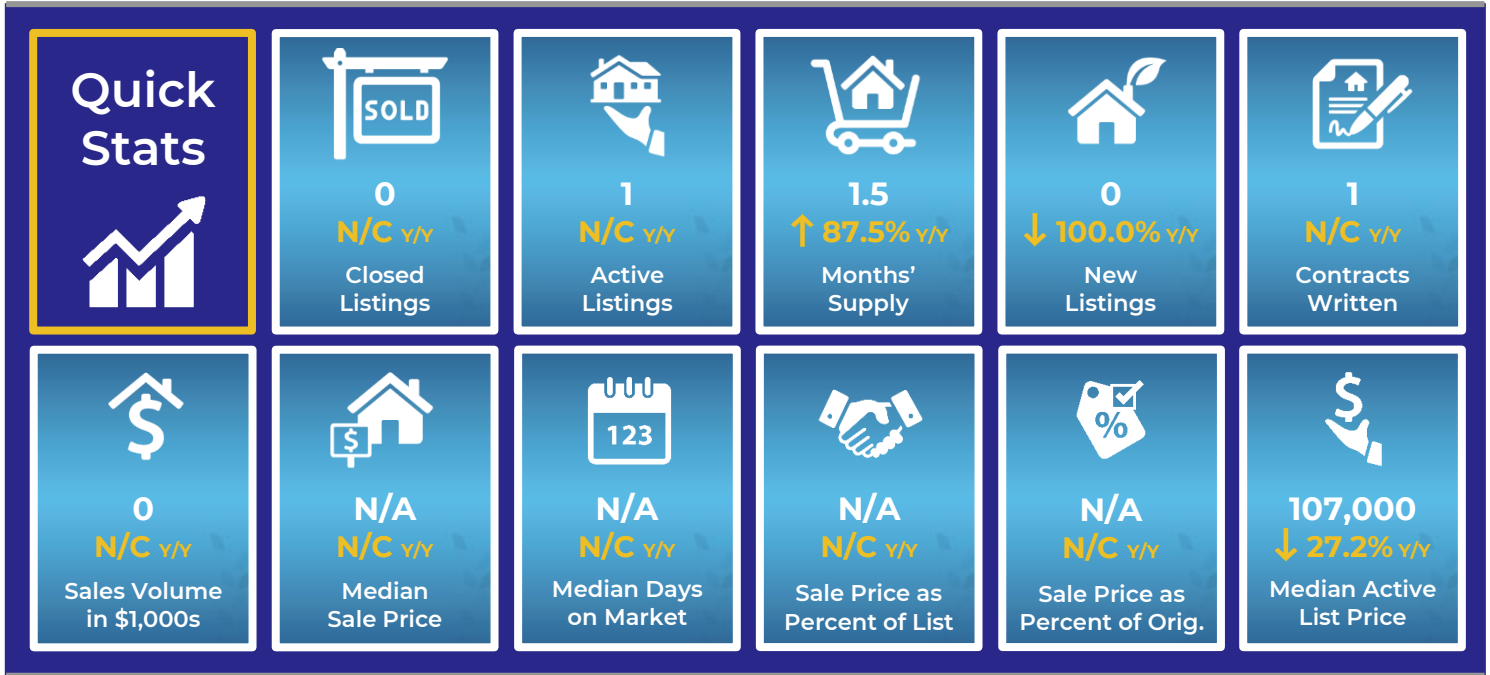 Quick
Stats
SOLD
0
N/C Y/Y
Closed
Listings
1
N/C Y/Y
Active
Listings
1.5
↑ 87.5% Y/Y
Months’
Supply
0
↓ 100.0% Y/Y
New
Listings
1
N/C Y/Y
Contracts
Written
$
0
N/C Y/Y
Sales Volume
in $1,000s
$
N/A
N/C Y/Y
Median
Sale Price
123
N/A
N/C Y/Y
Median Days
on Market
N/A
N/C Y/Y
Sale Price as
Percent of List
%
N/A
N/C Y/Y
Sale Price as
Percent of Orig.
$
107,000
↓ 27.2% Y/Y
Median Active
List Price